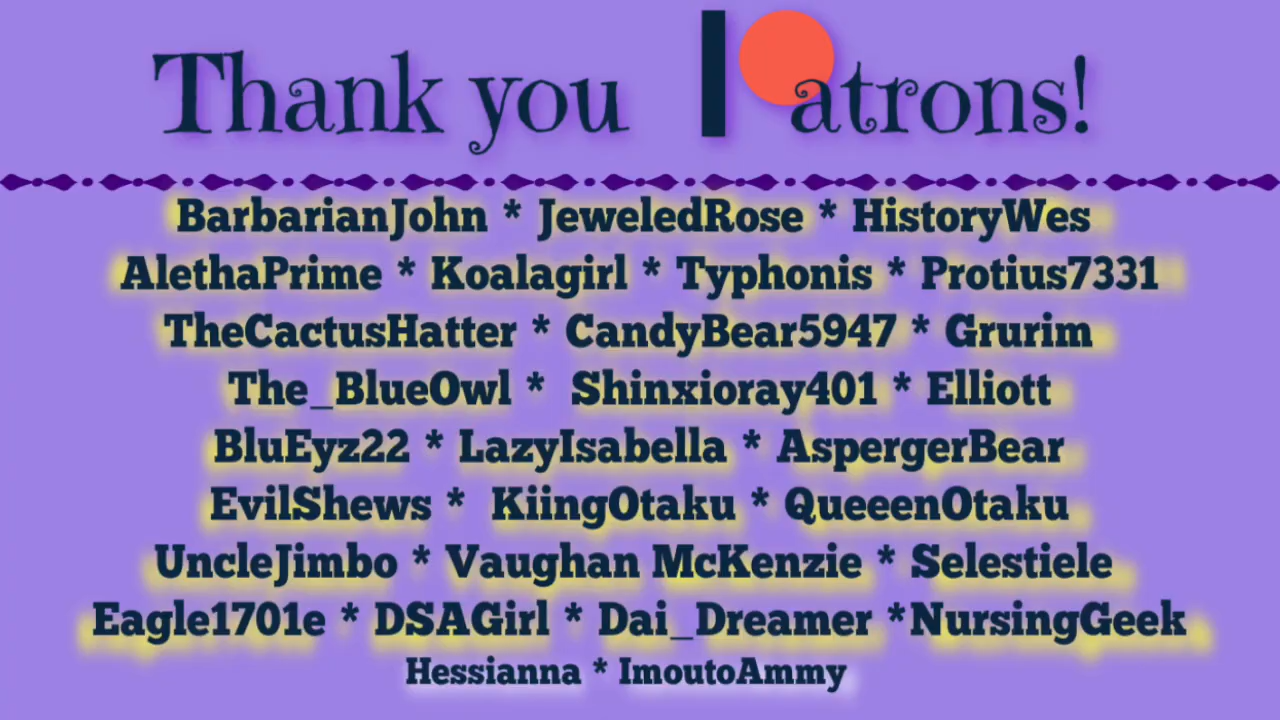 Thank you Patrons!
BarbarianJohn * JeweledRose * HistoryWes
AlethaPrime * Koalagirl * Typhonis * Protius7331
TheCactusHatter * CandyBear5947 * Grurim
The_BlueOwl * Shinxioray401 * Elliott
BluEyz22 * LazyIsabella * AspergerBear
EvilShews * KiingOtaku * QueeenOtaku
UncleJimbo * Vaughan McKenzie * Selestiele
Eagle1701e * DSAGirl * Dai_Dreamer *NursingGeek
Hessianna * ImoutoAmmy